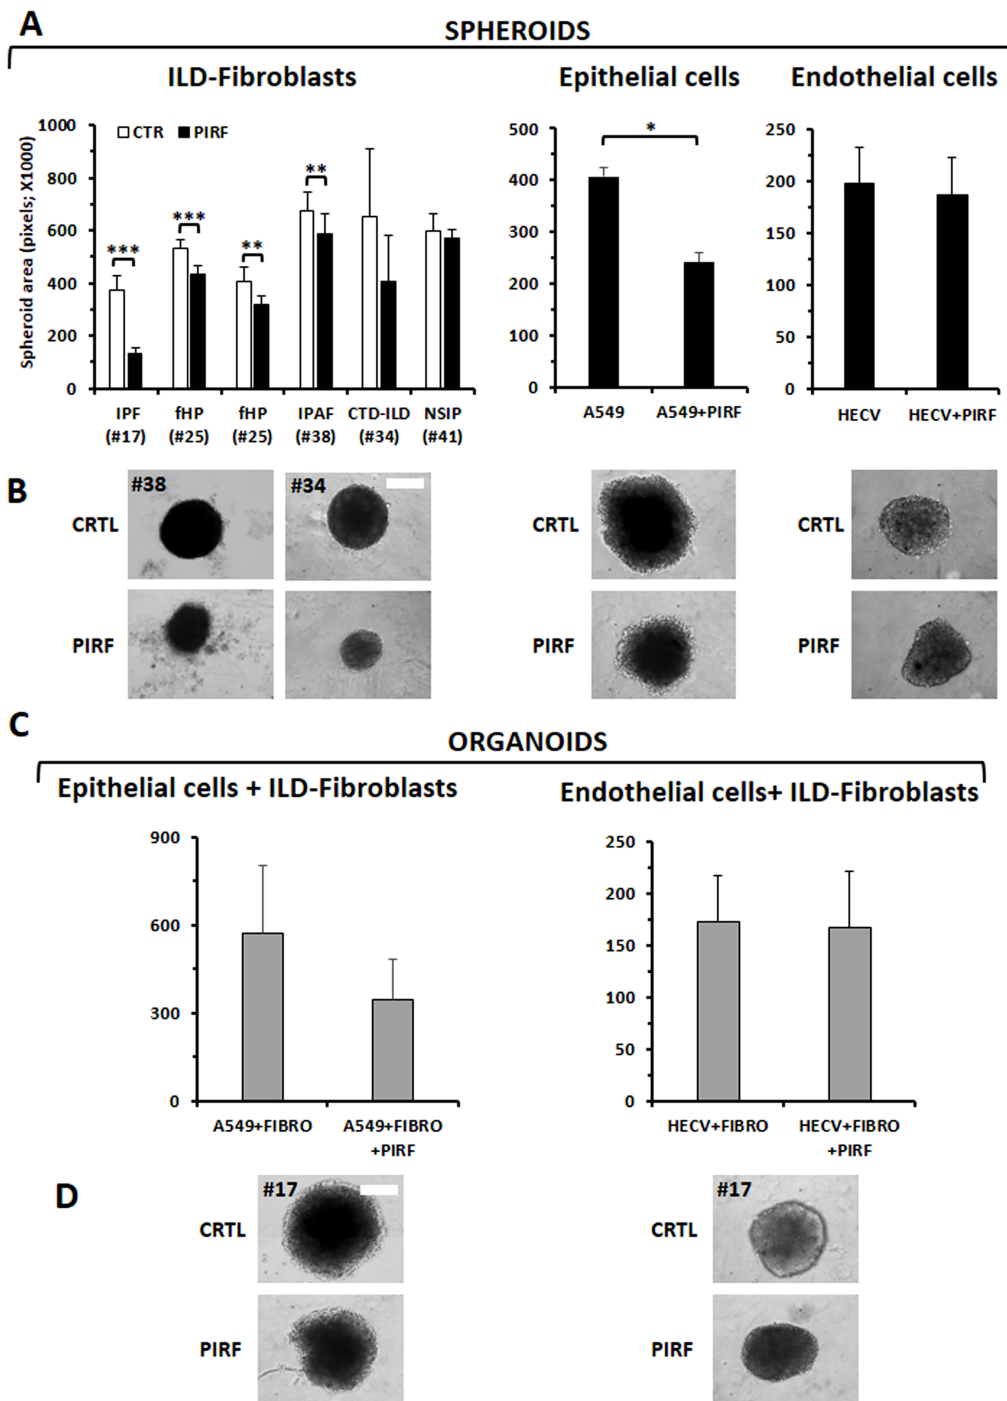 A
SPHEROIDS
ILD-Fibroblasts
Epithelial cells
Endothelial cells
Spheroid area (pixels; X1000)
1000
800
600
400
200
0
CTR PIRF
***
***
**
**
IPF fHP fHP IPAF CTD-ILD NSIP
(#17) (#25) (#25) (#38) (#34) (#41)
500
400
300
200
100
0
*
A549 A549+PIRF
250
200
150
100
50
0
HECV HECV+PIRF
B
#38
#34
CRTL
PIRF
CRTL
PIRF
CRTL
PIRF
C
ORGANOIDS
Epithelial cells + ILD-Fibroblasts
Endothelial cells+ ILD-Fibroblasts
900
600
300
0
A549+FIBRO A549+FIBRO
+PIRF
250
200
150
100
50
0
HECV+FIBRO HECV+FIBRO
+PIRF
D
#17
CRTL
PIRF
#17
CRTL
PIRF